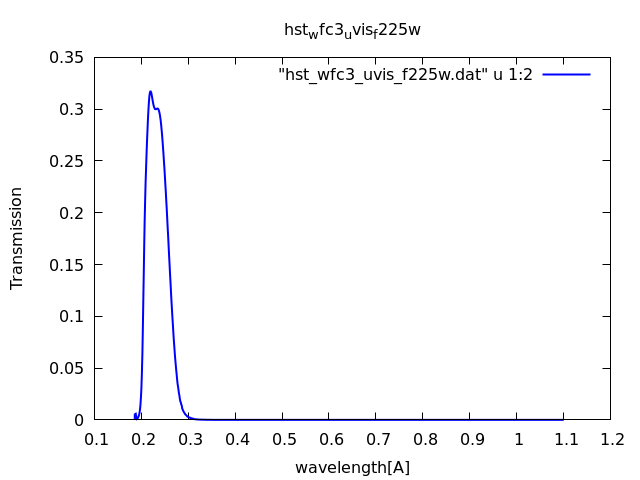 hstwfc3uvisf225w
"hst_wfc3_uvis_f225w.dat" u 1:2
0.35
0.3
0.25
0.2
0.15
0.1
0.05
0
Transmission
0.1 0.2 0.3 0.4 0.5 0.6 0.7 0.8 0.9 1 1.1 1.2
wavelength[A]